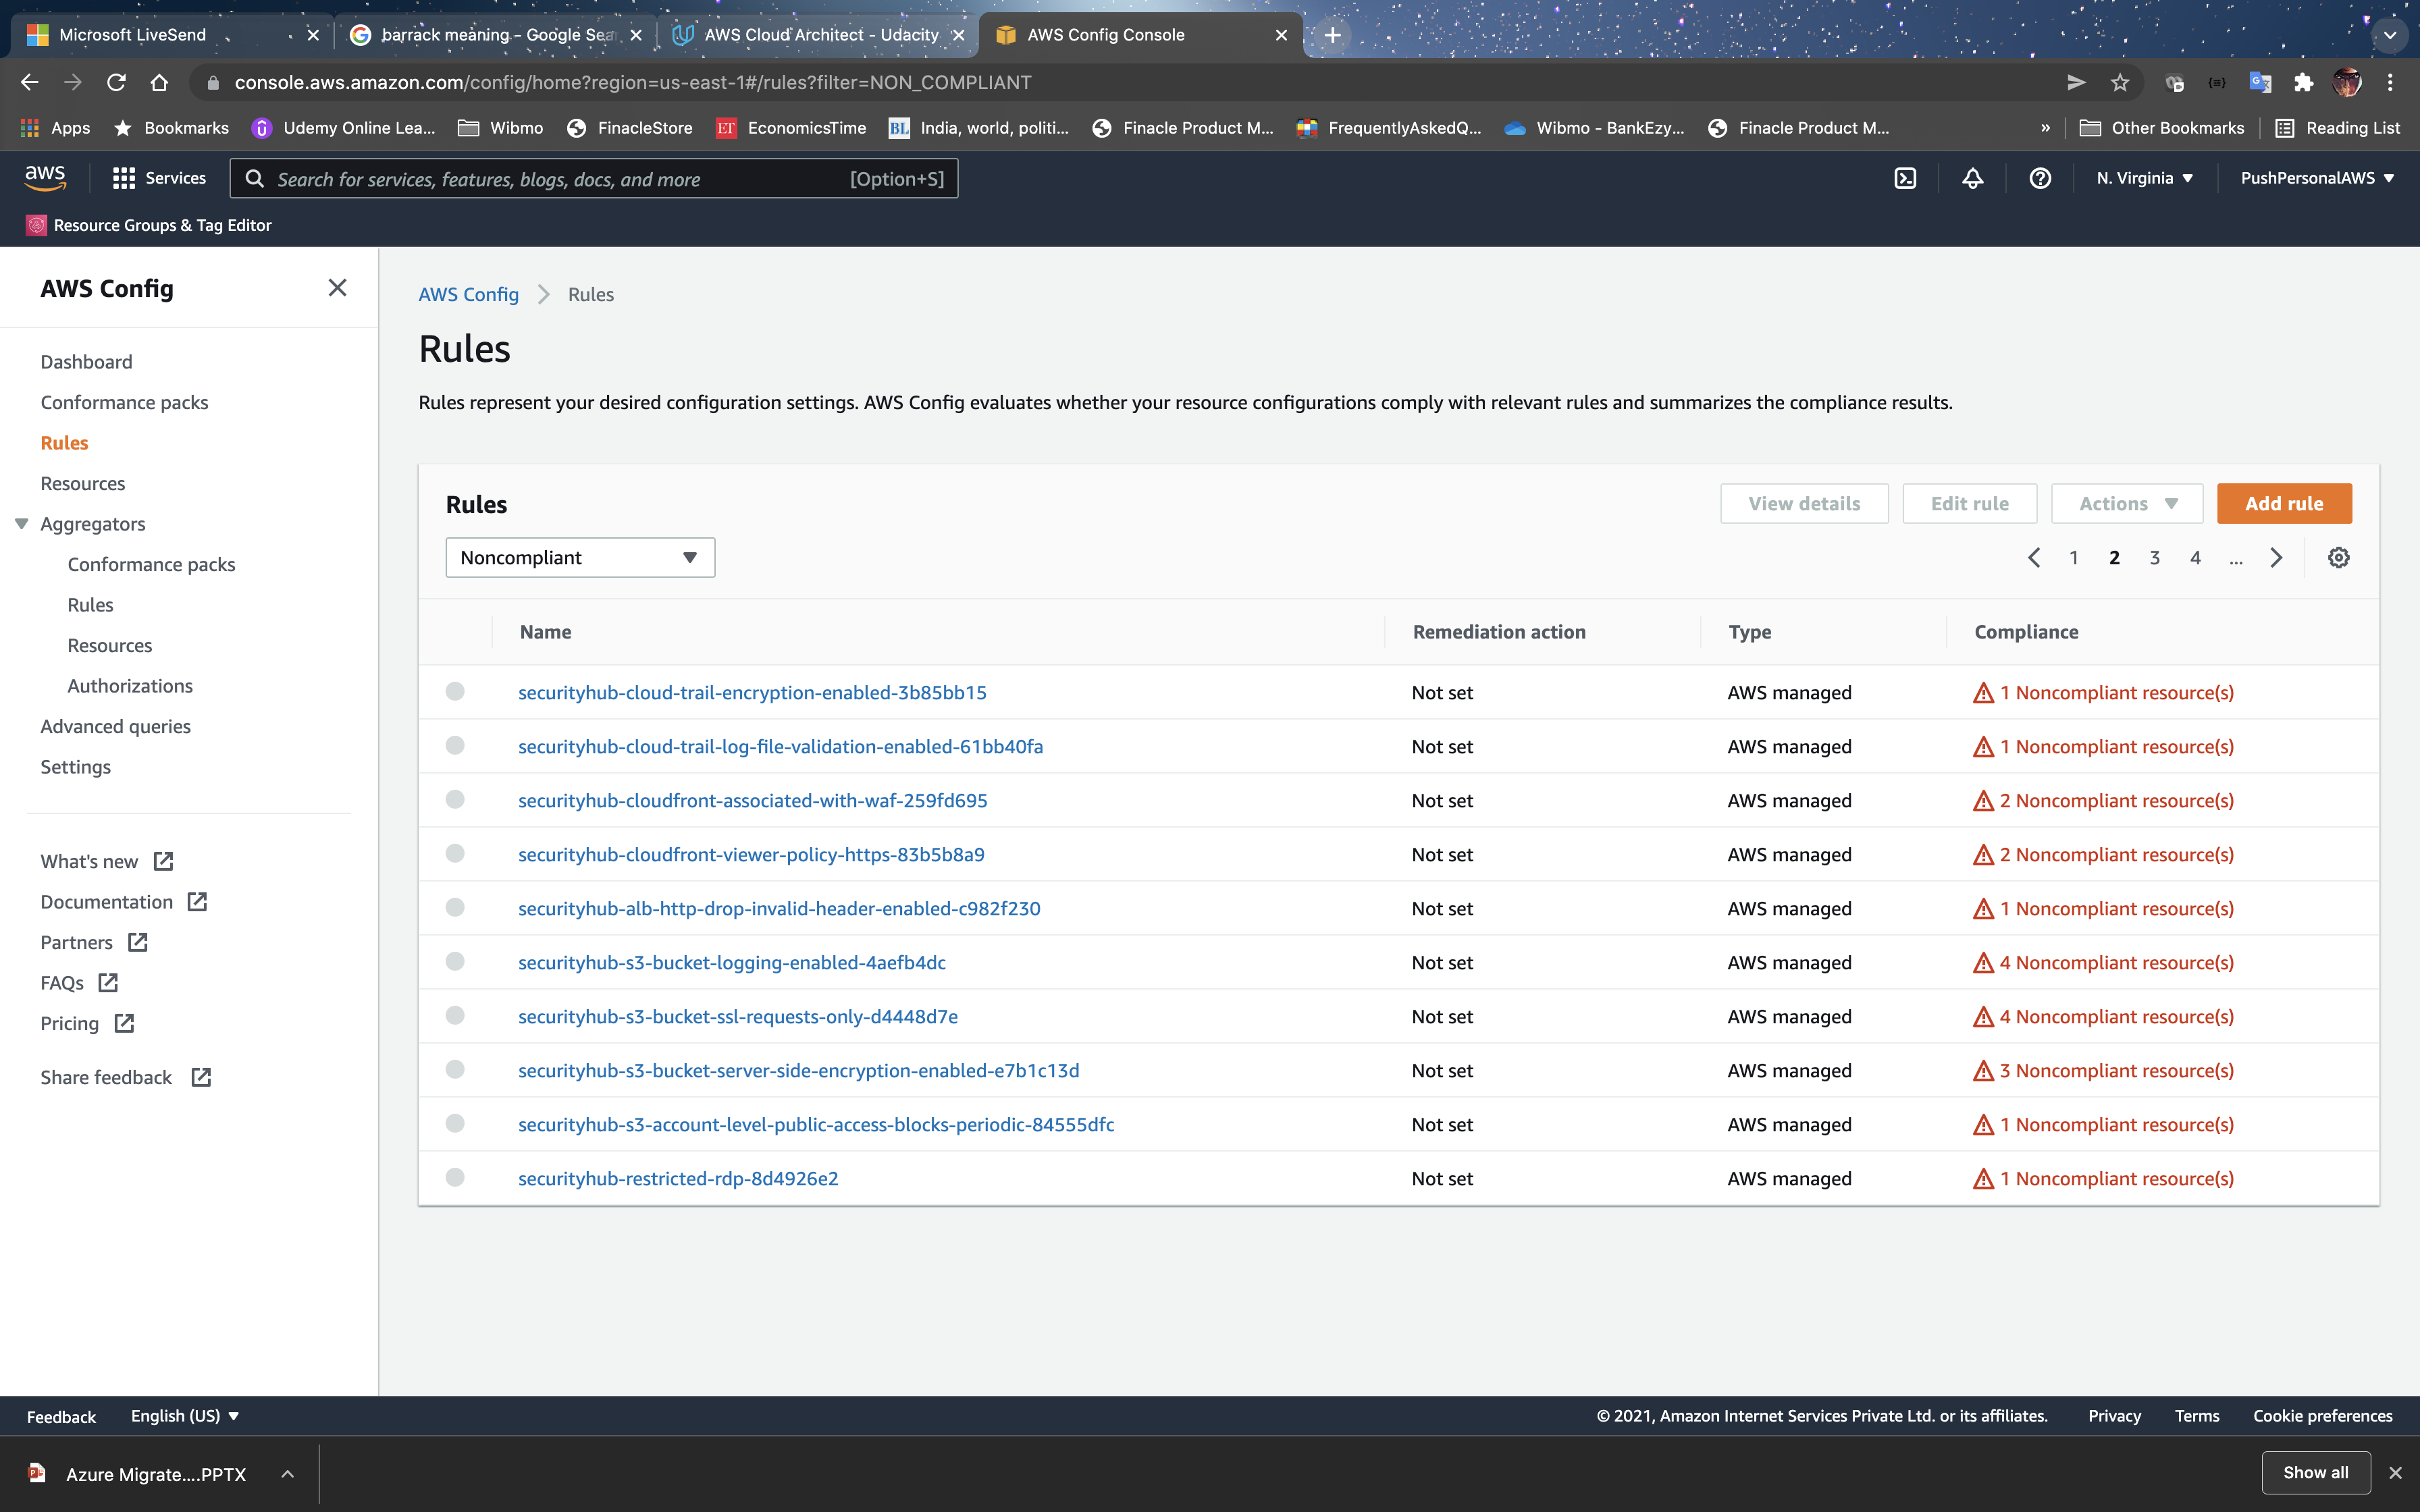 Microsoft LiveSend
barrack meaning - Google Sear
AWS Cloud Architect - Udacity
AWS Config Console
console.aws.amazon.com/config/home?region=us-east-1#/rules?filter=NON_COMPLIANT
Apps
Bookmarks
Udemy Online Lea...
Wibmo
FinacleStore
ET
EconomicsTime
BL
India, world, politi...
Finacle Product M...
FrequentlyAskedQ...
Wibmo - BankEzy...
Finacle Product M...
»
Other Bookmarks
Reading List
aws
Services
Search for services, features, blogs, docs, and more
[Option+S]
N. Virginia
PushPersonalAWS
Resource Groups & Tag Editor
AWS Config
Dashboard
Conformance packs
Rules
Resources
Aggregators
Conformance packs
Rules
Resources
Authorizations
Advanced queries
Settings
What's new
Documentation
Partners
FAQs
Pricing
Share feedback
AWS Config > Rules
Rules
Rules represent your desired configuration settings. AWS Config evaluates whether your resource configurations comply with relevant rules and summarizes the compliance results.
Rules
View details
Edit rule
Actions
Add rule
Noncompliant
1 2 3 4 ...
Name Remediation action Type Compliance
securityhub-cloud-trail-encryption-enabled-3b85bb15 Not set AWS managed 1 Noncompliant resource(s)
securityhub-cloud-trail-log-file-validation-enabled-61bb40fa Not set AWS managed 1 Noncompliant resource(s)
securityhub-cloudfront-associated-with-waf-259fd695 Not set AWS managed 2 Noncompliant resource(s)
securityhub-cloudfront-viewer-policy-https-83b5b8a9 Not set AWS managed 2 Noncompliant resource(s)
securityhub-alb-http-drop-invalid-header-enabled-c982f230 Not set AWS managed 1 Noncompliant resource(s)
securityhub-s3-bucket-logging-enabled-4aefb4dc Not set AWS managed 4 Noncompliant resource(s)
securityhub-s3-bucket-ssl-requests-only-d4448d7e Not set AWS managed 4 Noncompliant resource(s)
securityhub-s3-bucket-server-side-encryption-enabled-e7b1c13d Not set AWS managed 3 Noncompliant resource(s)
securityhub-s3-account-level-public-access-blocks-periodic-84555dfc Not set AWS managed 1 Noncompliant resource(s)
securityhub-restricted-rdp-8d4926e2 Not set AWS managed 1 Noncompliant resource(s)
Feedback
English (US)
© 2021, Amazon Internet Services Private Ltd. or its affiliates.
Privacy
Terms
Cookie preferences
Azure Migrate....PPTX
Show all